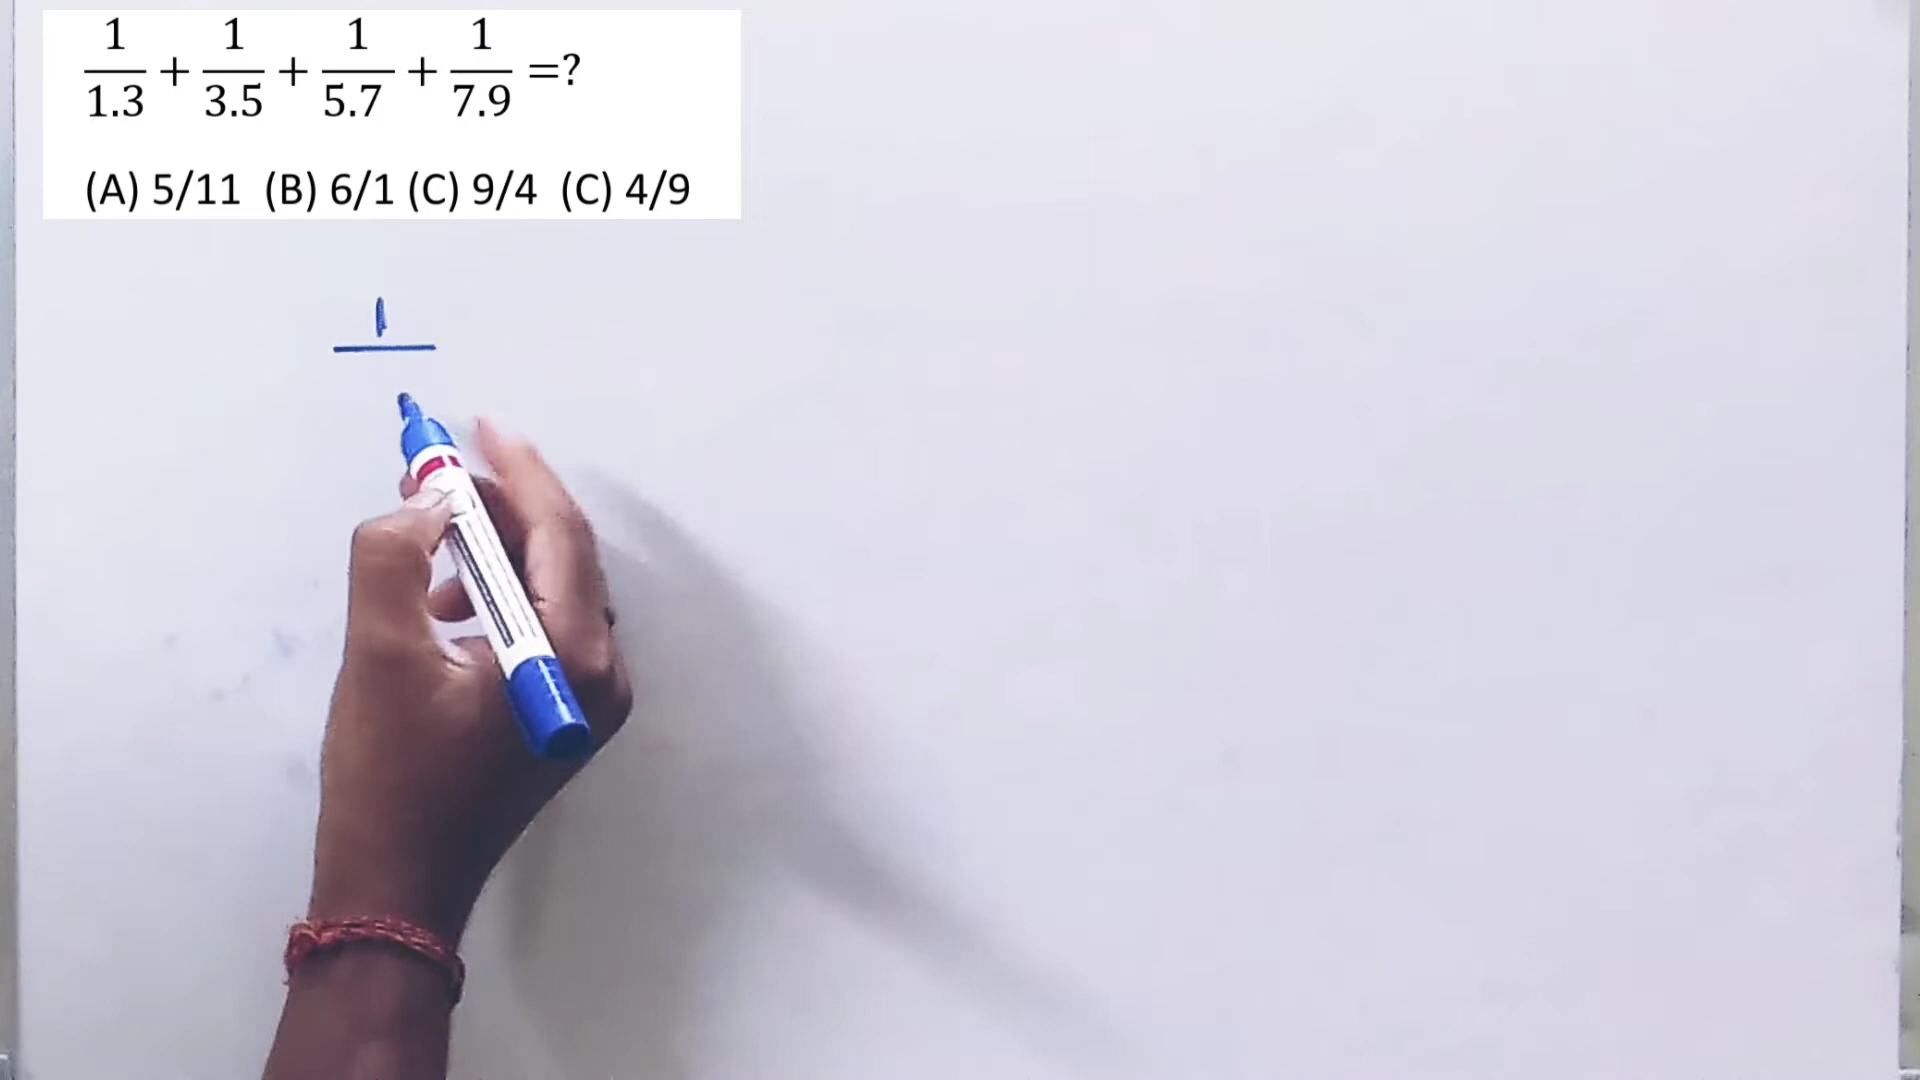 1/1.3 + 1/3.5 + 1/5.7 + 1/7.9 =?
(A) 5/11 (B) 6/1 (C) 9/4 (C) 4/9
1